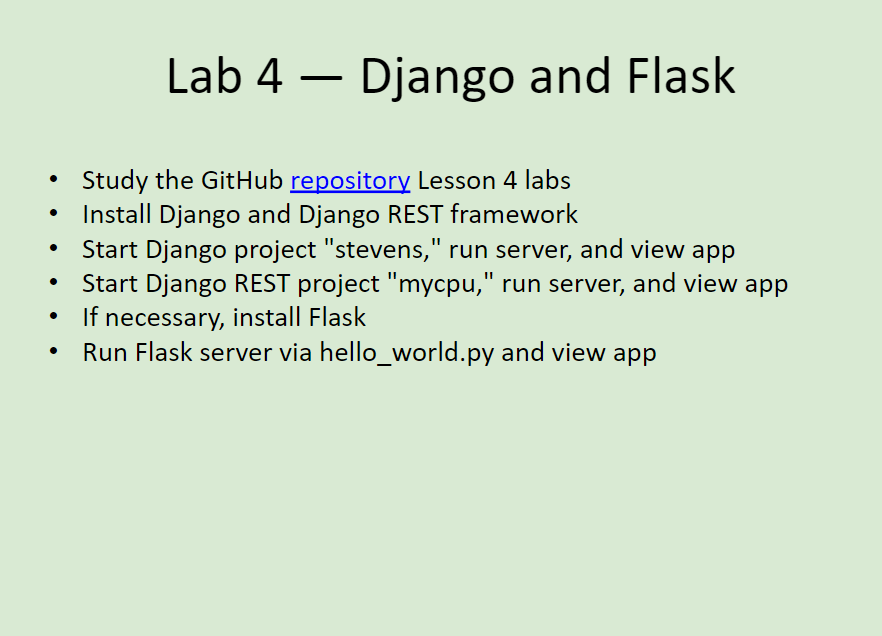 Lab 4 — Django and Flask
• Study the GitHub repository Lesson 4 labs
• Install Django and Django REST framework
• Start Django project "stevens," run server, and view app
• Start Django REST project "mycpu," run server, and view app
• If necessary, install Flask
• Run Flask server via hello_world.py and view app